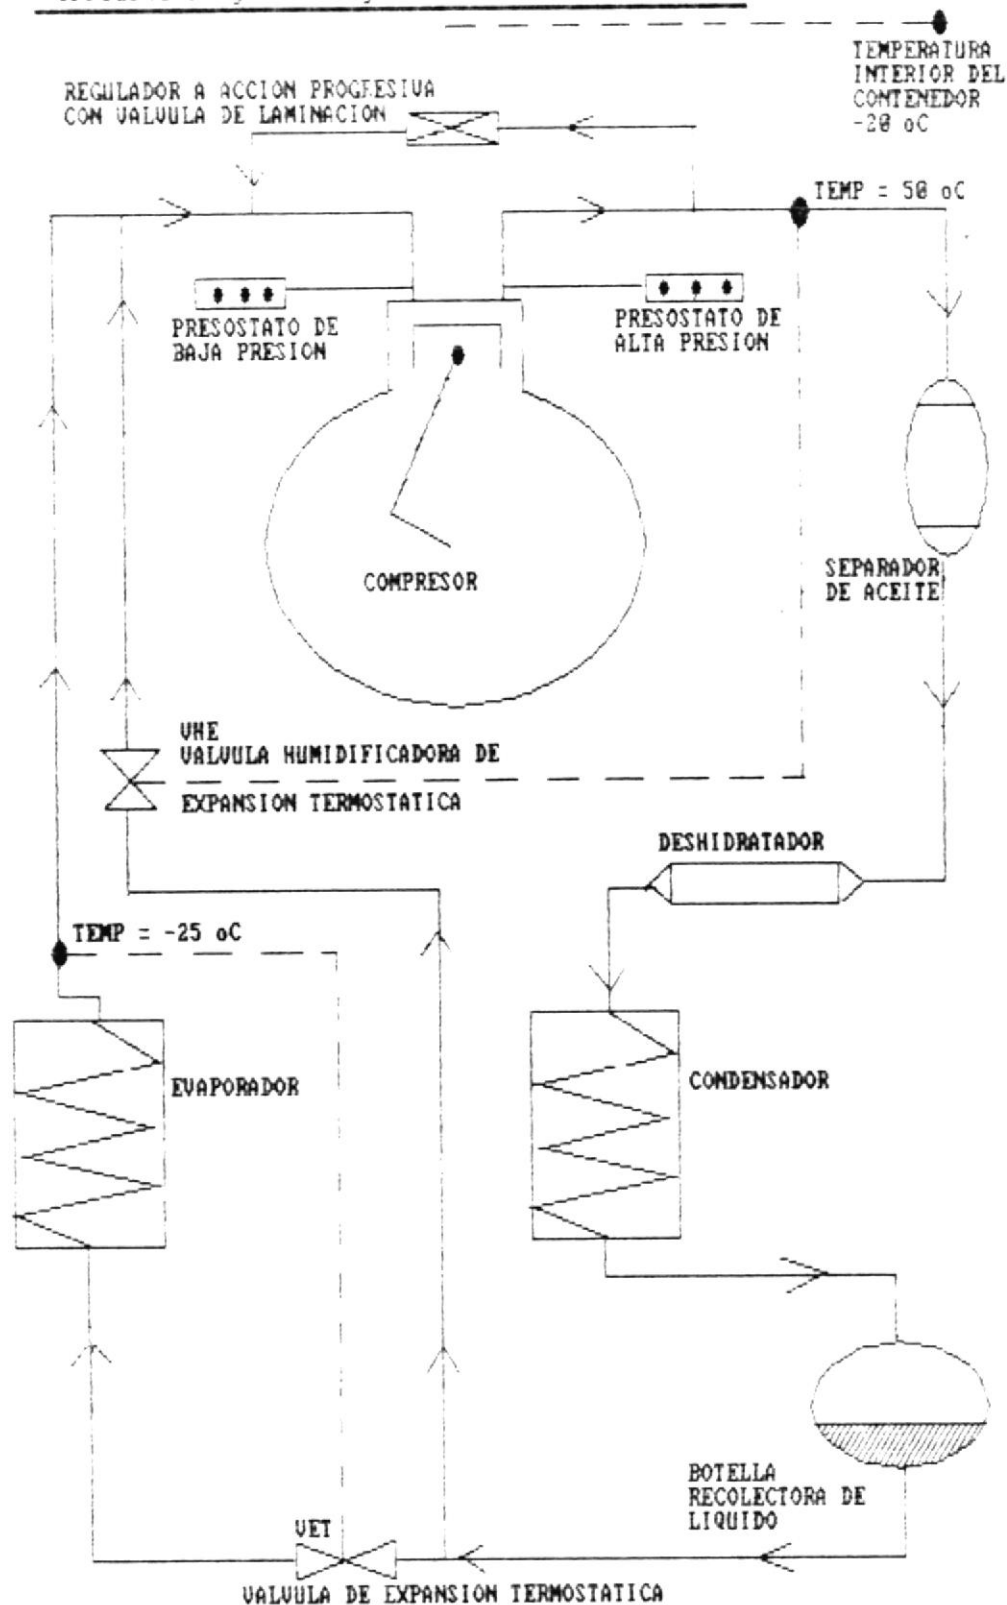 TEMPERATURA
INTERIOR DEL
CONTENEDOR
-20 oC
REGULADOR A ACCION PROGRESIVA
CON VALVULA DE LAMINACION
TEMP = 50 oC
PRESOSTATO DE
BAJA PRESION
PRESOSTATO DE
ALTA PRESION
COMPRESOR
SEPARADOR
DE ACEITE
VHE
VALVULA HUMIDIFICADORA DE
EXPANSION TERMOSTATICA
DESHIDRATADOR
TEMP = -25 oC
EVAPORADOR
CONDENSADOR
BOTELLA
RECOLECTORA DE
LIQUIDO
VET
VALVULA DE EXPANSION TERMOSTATICA